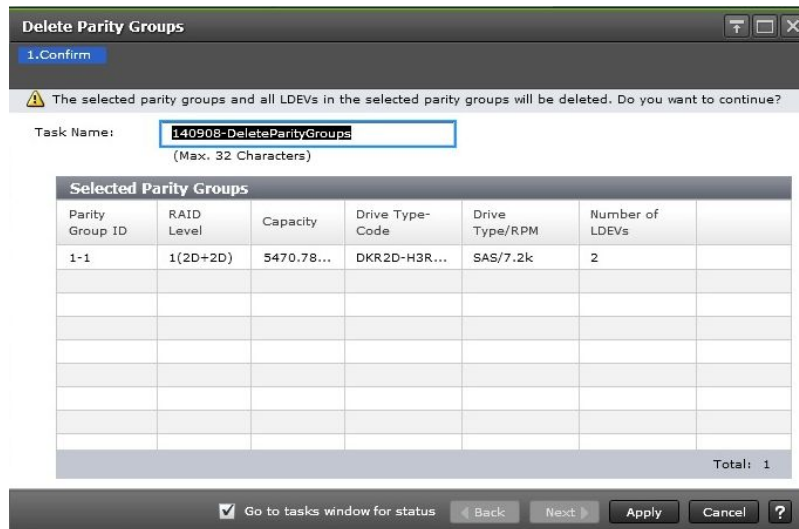 Delete Parity Groups
1.Confirm
The selected parity groups and all LDEVs in the selected parity groups will be deleted. Do you want to continue?
Task Name: 140908-DeleteParityGroups
(Max. 32 Characters)
Selected Parity Groups
Parity Group ID RAID Level Capacity Drive Type-Code Drive Type/RPM Number of LDEVs
1-1 1(2D+2D) 5470.78... DKR2D-H3R... SAS/7.2k 2
Total: 1
Go to tasks window for status Back Next Apply Cancel ?